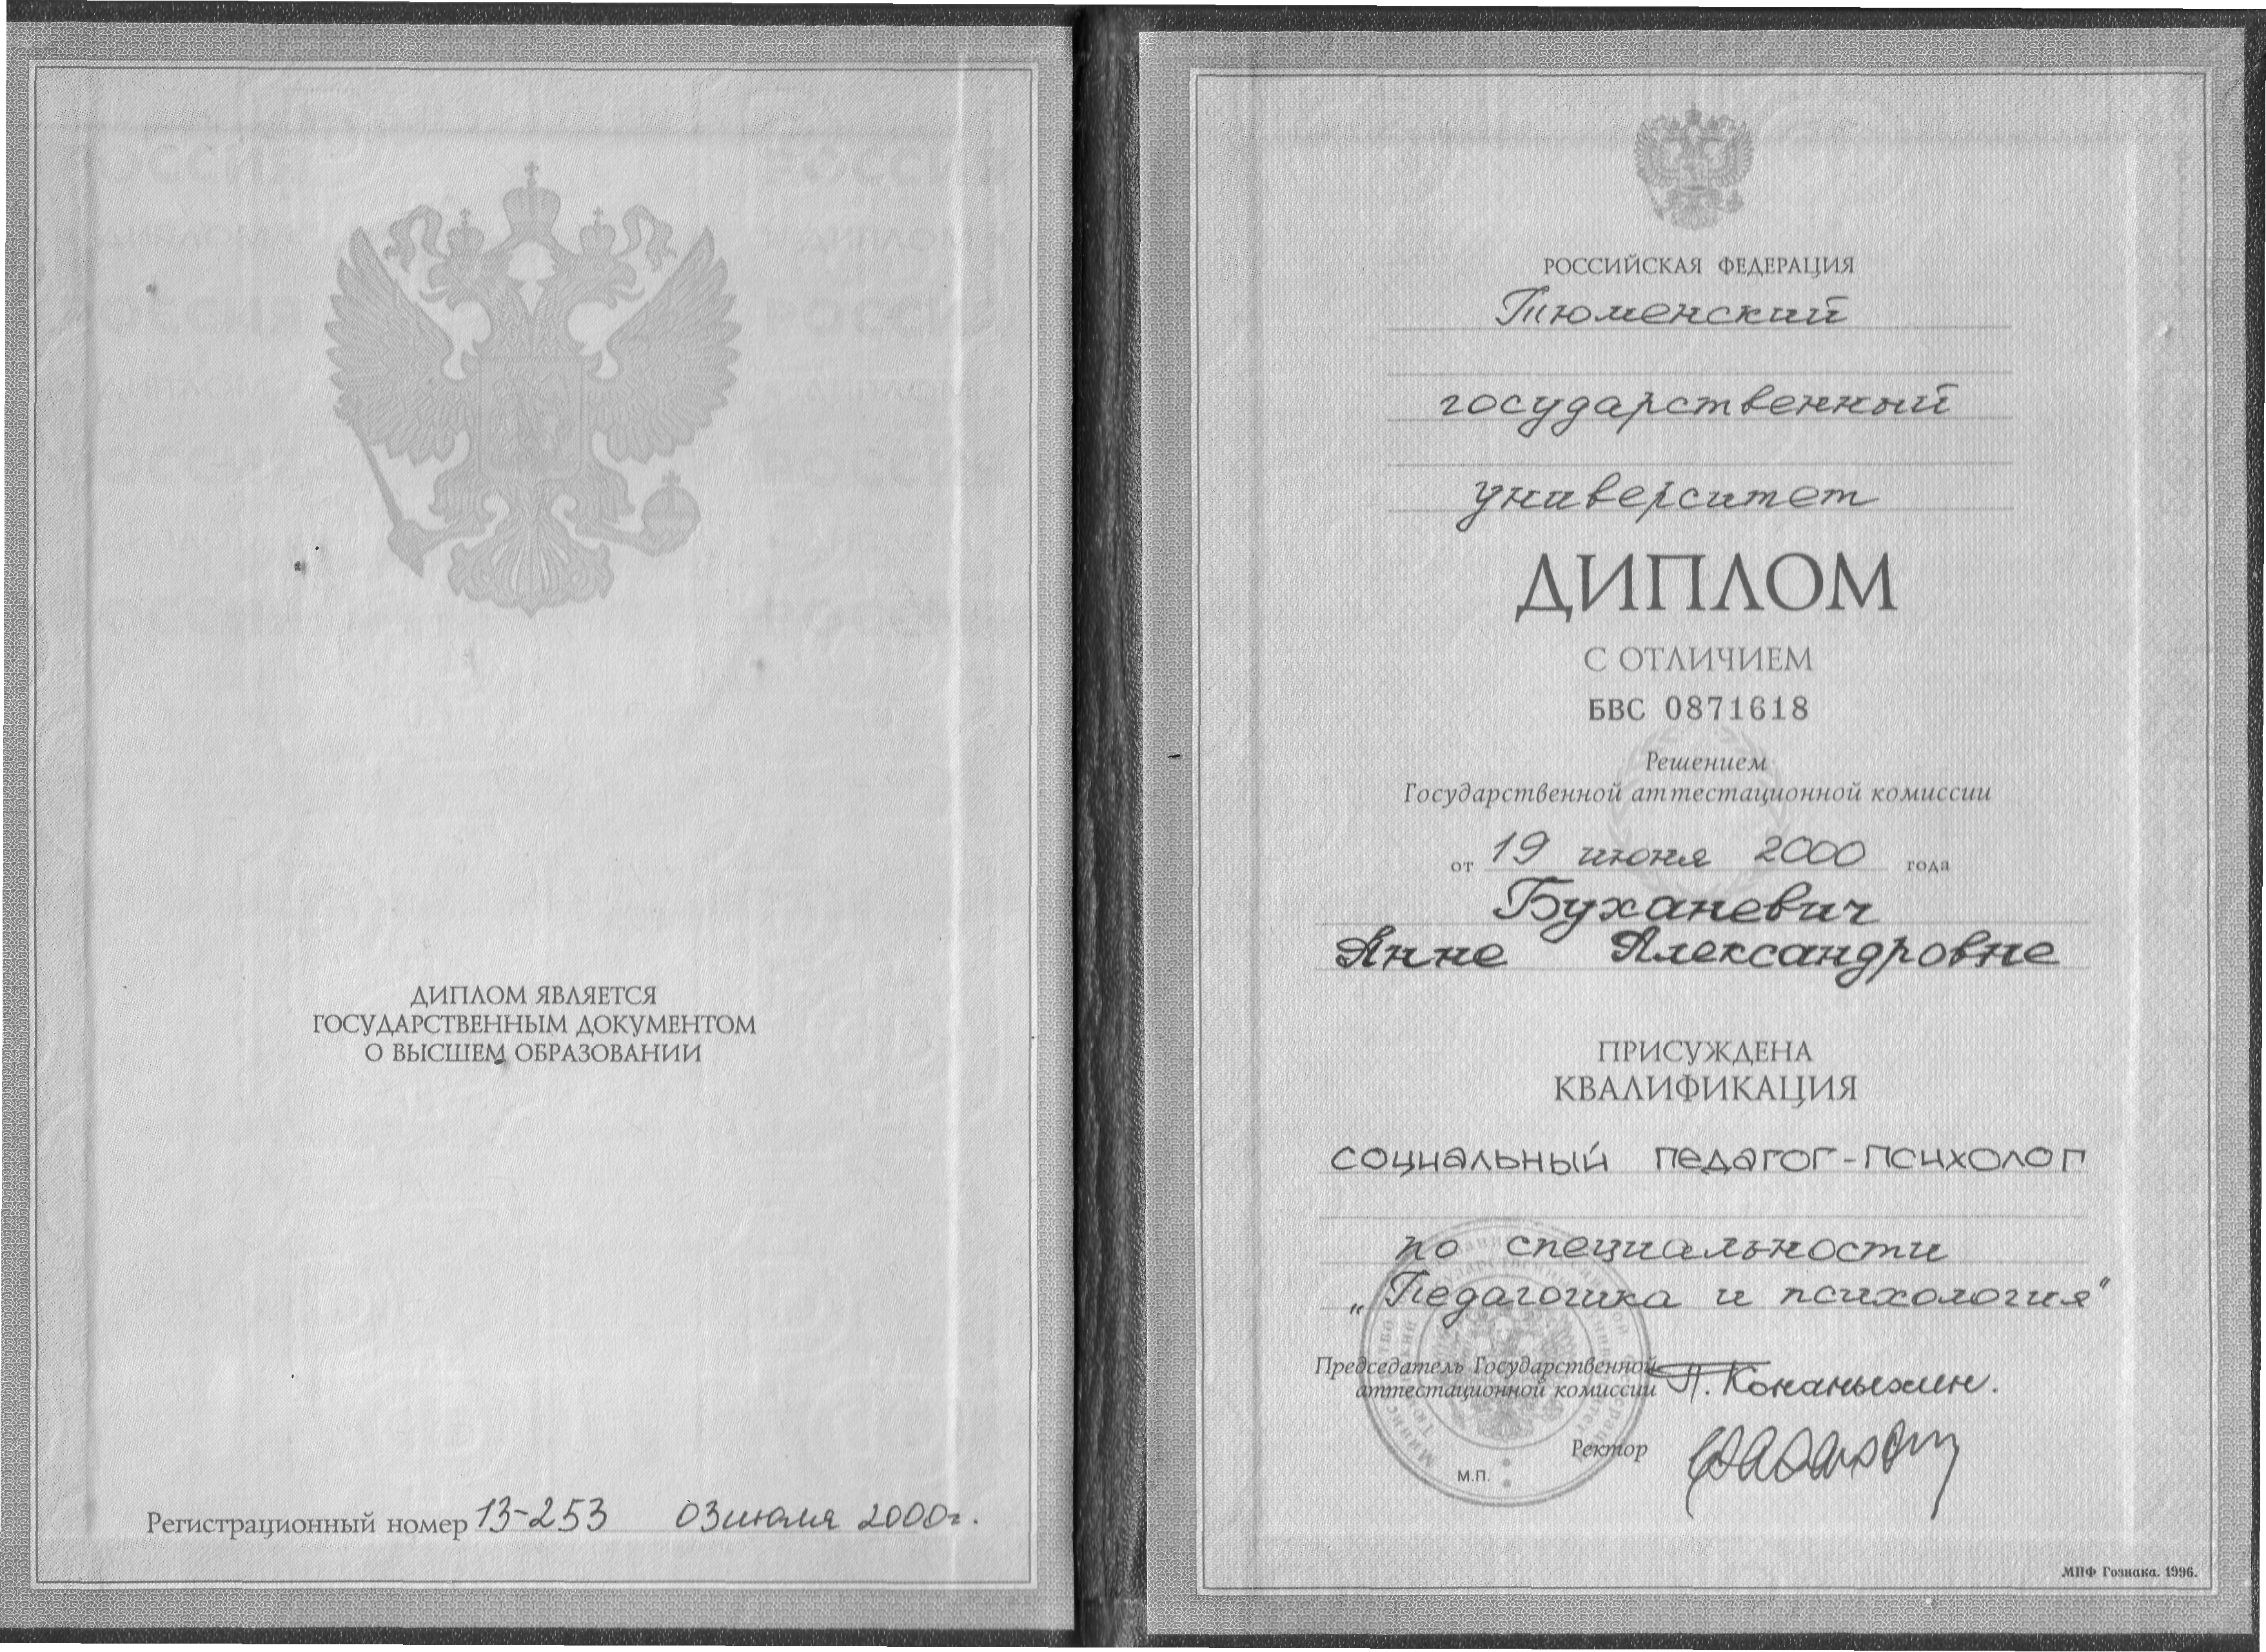 ДИПЛОМ ЯВЛЯЕТСЯ
ГОСУДАРСТВЕННЫМ ДОКУМЕНТОМ
О ВЫСШЕМ ОБРАЗОВАНИИ
Регистрационный номер 13-253 03 июля 2000г.
РОССИЙСКАЯ ФЕДЕРАЦИЯ
Тюменский
государственный
университет
ДИПЛОМ
С ОТЛИЧИЕМ
БВС 0871618
Решением
Государственной аттестационной комиссии
от 19 июня 2000 года
Буханевич
Анне Александровне
ПРИСУЖДЕНА
КВАЛИФИКАЦИЯ
социальный педагог-психолог
по специальности
„Педагогика и психология"
Председатель Государственной
аттестационной комиссии
Ректор
М.П.
МПФ Гознака. 1996.